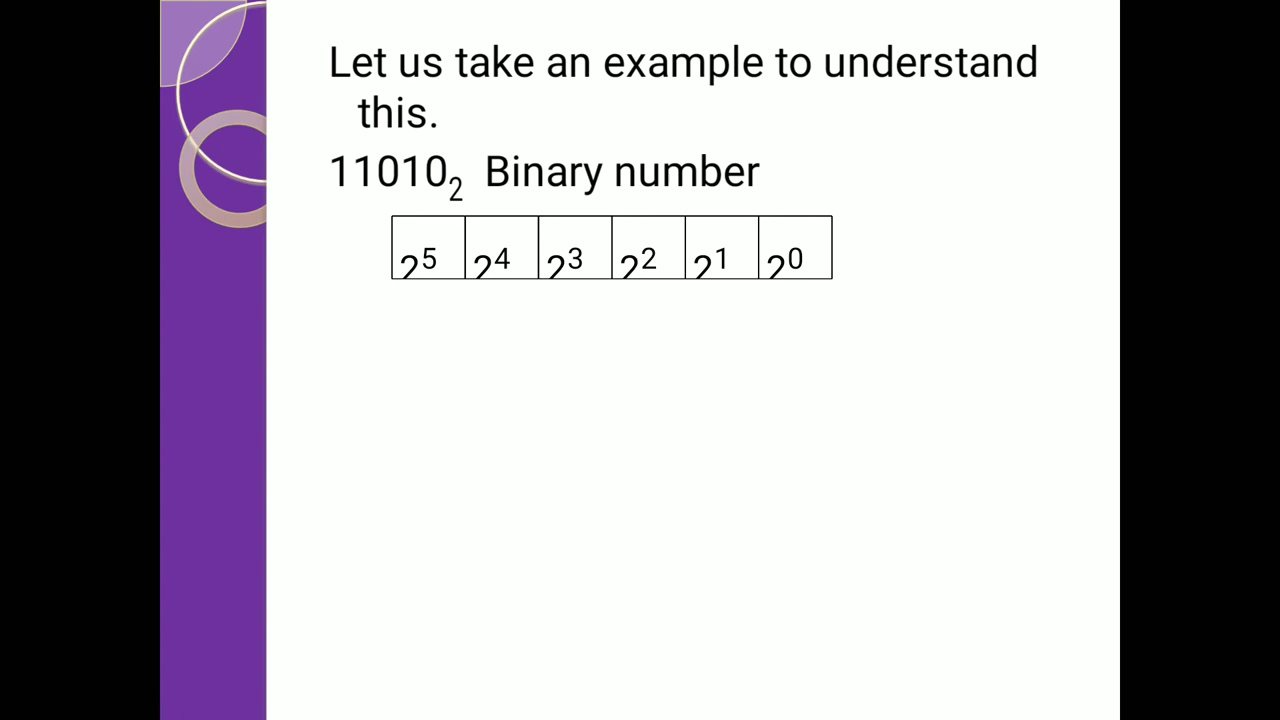 Let us take an example to understand
this.
11010₂ Binary number
2⁵ 2⁴ 2³ 2² 2¹ 2⁰